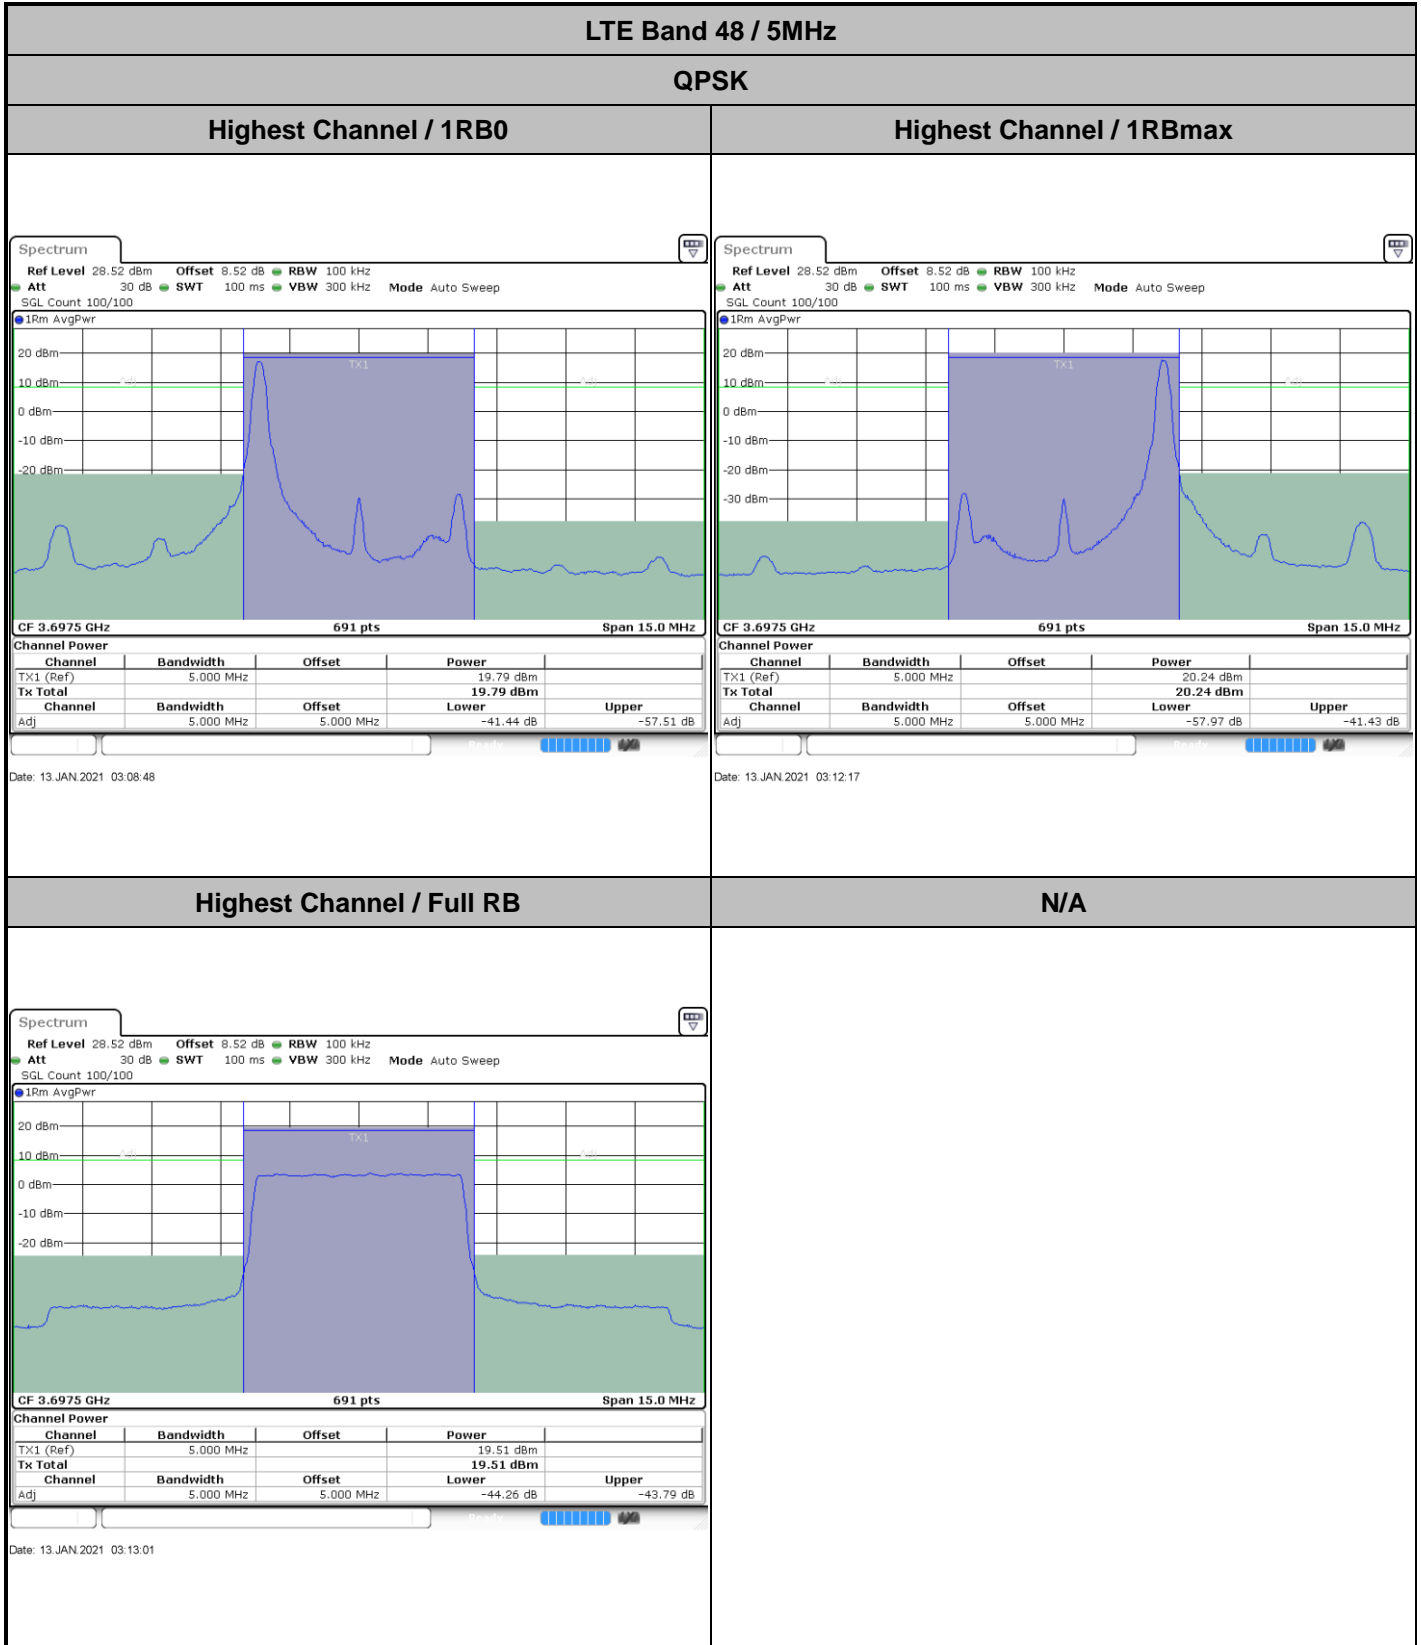 LTE Band 48 / 5MHz
QPSK
Highest Channel / 1RB0
Highest Channel / 1RBmax
Spectrum
Ref Level 28.52 dBm Offset 8.52 dB RBW 100 kHz
Att 30 dB SWT 100 ms VBW 300 kHz Mode Auto Sweep
SGL Count 100/100
1Rm AvgPwr
TX1
Adj
Adj
20 dBm
10 dBm
0 dBm
-10 dBm
-20 dBm
CF 3.6975 GHz 691 pts Span 15.0 MHz
Channel Power
Channel Bandwidth Offset Power
TX1 (Ref) 5.000 MHz 19.79 dBm
Tx Total 19.79 dBm
Channel Bandwidth Offset Lower Upper
Adj 5.000 MHz 5.000 MHz -41.44 dB -57.51 dB
Ready
Date: 13.JAN.2021 03:08:48
Spectrum
Ref Level 28.52 dBm Offset 8.52 dB RBW 100 kHz
Att 30 dB SWT 100 ms VBW 300 kHz Mode Auto Sweep
SGL Count 100/100
1Rm AvgPwr
TX1
Adj
Adj
20 dBm
10 dBm
0 dBm
-10 dBm
-20 dBm
-30 dBm
CF 3.6975 GHz 691 pts Span 15.0 MHz
Channel Power
Channel Bandwidth Offset Power
TX1 (Ref) 5.000 MHz 20.24 dBm
Tx Total 20.24 dBm
Channel Bandwidth Offset Lower Upper
Adj 5.000 MHz 5.000 MHz -57.97 dB -41.43 dB
Ready
Date: 13.JAN.2021 03:12:17
Highest Channel / Full RB
N/A
Spectrum
Ref Level 28.52 dBm Offset 8.52 dB RBW 100 kHz
Att 30 dB SWT 100 ms VBW 300 kHz Mode Auto Sweep
SGL Count 100/100
1Rm AvgPwr
TX1
Adj
Adj
20 dBm
10 dBm
0 dBm
-10 dBm
-20 dBm
CF 3.6975 GHz 691 pts Span 15.0 MHz
Channel Power
Channel Bandwidth Offset Power
TX1 (Ref) 5.000 MHz 19.51 dBm
Tx Total 19.51 dBm
Channel Bandwidth Offset Lower Upper
Adj 5.000 MHz 5.000 MHz -44.26 dB -43.79 dB
Ready
Date: 13.JAN.2021 03:13:01